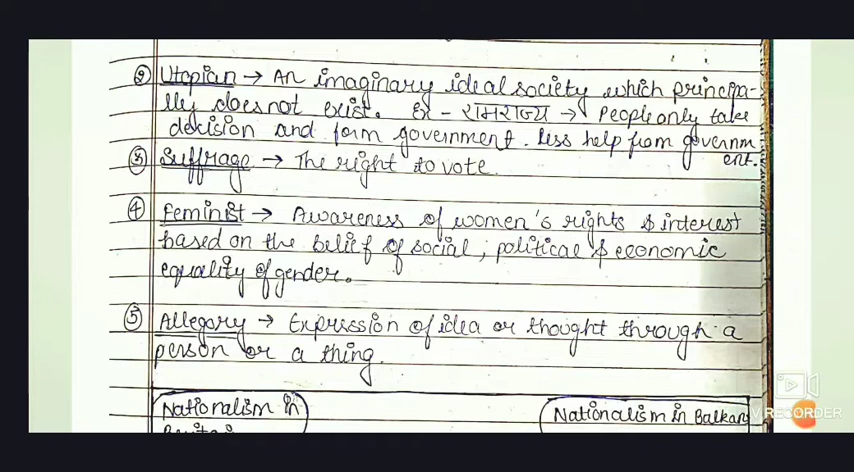 ② Utopian → An imaginary ideal society which principa-
lly does not exist. Ex - रामराज्य → People only take
decision and form government. Less help from governm
ent.
③ Suffrage → The right to vote.
④ Feminist → Awareness of women's rights & interest
based on the belief of social, political & economic
equality of gender.
⑤ Allegory → Expression of idea or thought through a
person or a thing.
Nationalism in
Nationalism in Balkan
V RECORDER